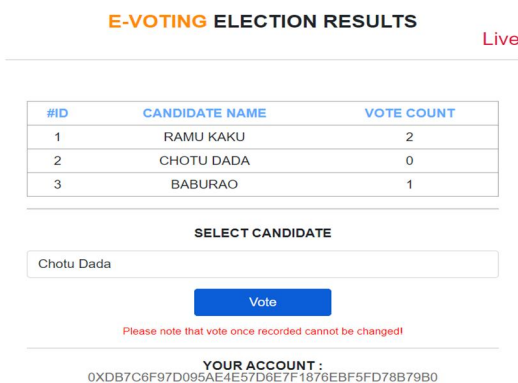 E-VOTING ELECTION RESULTS
Live
#ID CANDIDATE NAME VOTE COUNT
1 RAMU KAKU 2
2 CHOTU DADA 0
3 BABURAO 1
SELECT CANDIDATE
Chotu Dada
Vote
Please note that vote once recorded cannot be changed!
YOUR ACCOUNT :
0XDB7C6F97D095AE4E57D6E7F1876EBF5FD78B79B0